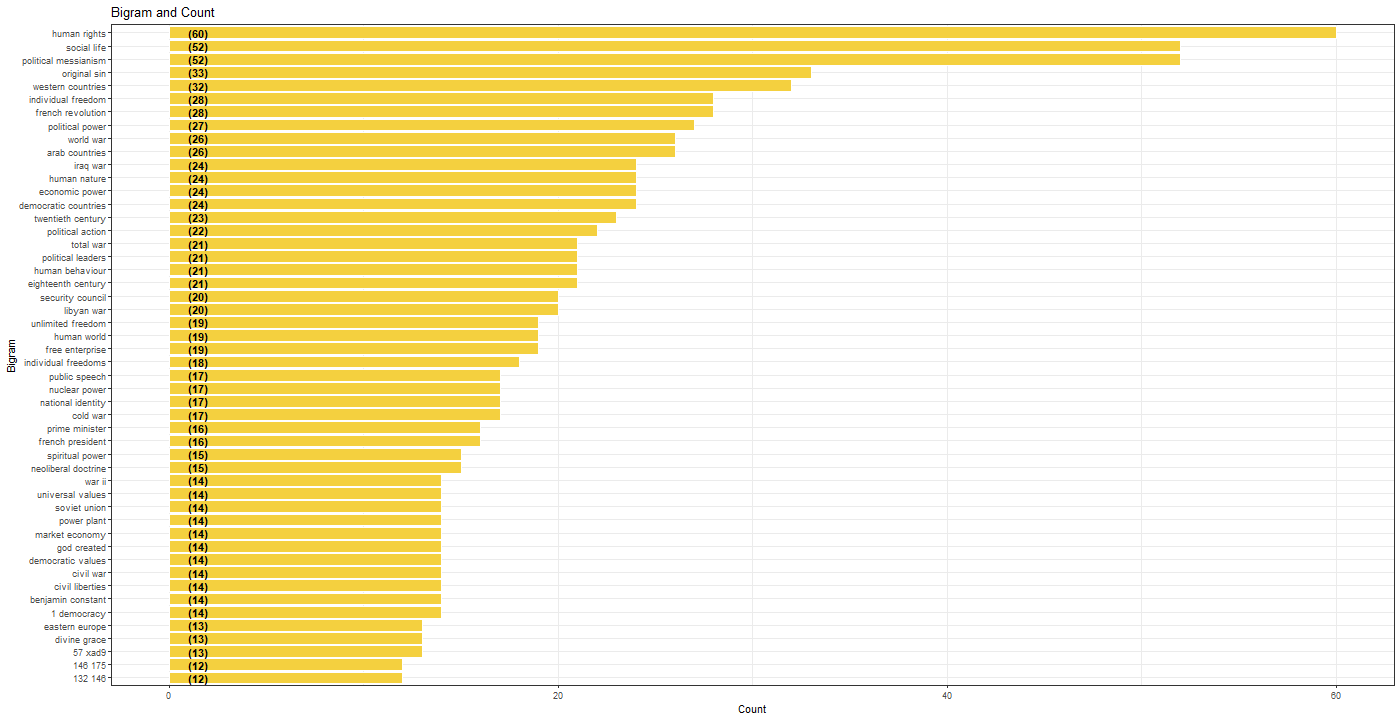 Bigram and Count
human rights (60)
social life (52)
political messianism (52)
original sin (33)
western countries (32)
individual freedom (28)
french revolution (28)
political power (27)
world war (26)
arab countries (26)
iraq war (24)
human nature (24)
economic power (24)
democratic countries (24)
twentieth century (23)
political action (22)
total war (21)
political leaders (21)
human behaviour (21)
eighteenth century (21)
security council (20)
libyan war (20)
unlimited freedom (19)
human world (19)
free enterprise (19)
individual freedoms (18)
public speech (17)
nuclear power (17)
national identity (17)
cold war (17)
prime minister (16)
french president (16)
spiritual power (15)
neoliberal doctrine (15)
war ii (14)
universal values (14)
soviet union (14)
power plant (14)
market economy (14)
god created (14)
democratic values (14)
civil war (14)
civil liberties (14)
benjamin constant (14)
1 democracy (14)
eastern europe (13)
divine grace (13)
57 xad9 (13)
146 175 (12)
132 146 (12)
Bigram
0 20 40 60
Count